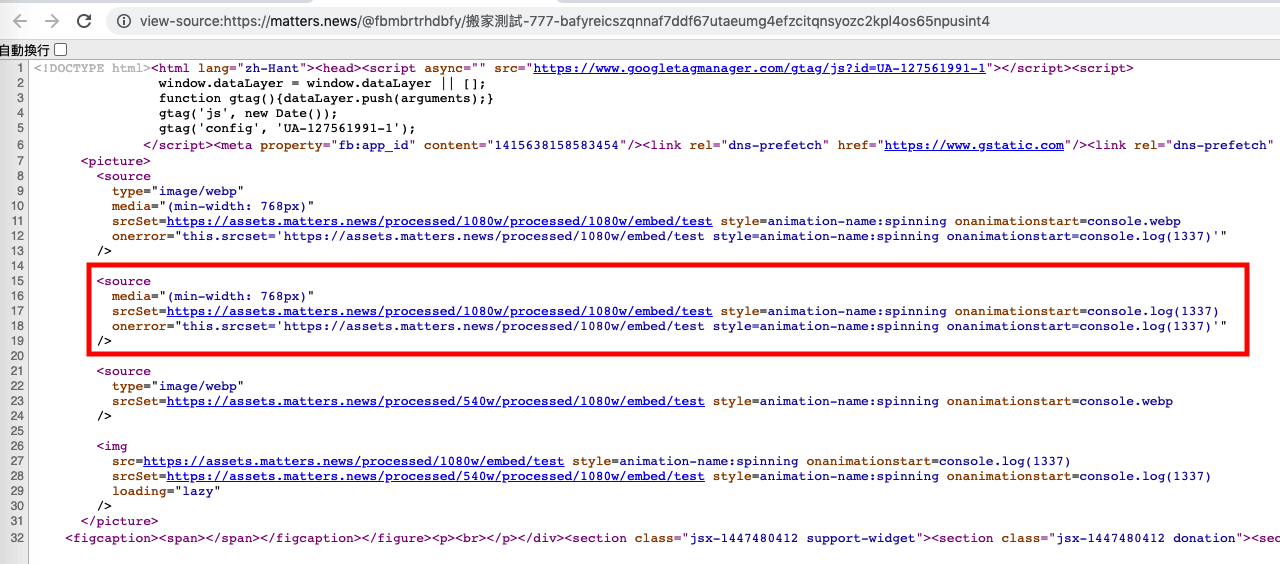 view-source:https://matters.news/@fbmbrtrhdbfy/搬家測試-777-bafyreicszqnnaf7ddf67utaeumg4efzcitqnsyozc2kpl4os65npusint4
自動換行
1 <!DOCTYPE html><html lang="zh-Hant"><head><script async="" src="https://www.googletagmanager.com/gtag/js?id=UA-127561991-1"></script><script>
2 window.dataLayer = window.dataLayer || [];
3 function gtag(){dataLayer.push(arguments);}
4 gtag('js', new Date());
5 gtag('config', 'UA-127561991-1');
6 </script><meta property="fb:app_id" content="1415638158583454"/><link rel="dns-prefetch" href="https://www.gstatic.com"/><link rel="dns-prefetch"
7 <picture>
8 <source
9 type="image/webp"
10 media="(min-width: 768px)"
11 srcSet=https://assets.matters.news/processed/1080w/processed/1080w/embed/test style=animation-name:spinning onanimationstart=console.webp
12 onerror="this.srcset='https://assets.matters.news/processed/1080w/embed/test style=animation-name:spinning onanimationstart=console.log(1337)'"
13 />
14
15 <source
16 media="(min-width: 768px)"
17 srcSet=https://assets.matters.news/processed/1080w/processed/1080w/embed/test style=animation-name:spinning onanimationstart=console.log(1337)
18 onerror="this.srcset='https://assets.matters.news/processed/1080w/embed/test style=animation-name:spinning onanimationstart=console.log(1337)'"
19 />
20
21 <source
22 type="image/webp"
23 srcSet=https://assets.matters.news/processed/540w/processed/1080w/embed/test style=animation-name:spinning onanimationstart=console.webp
24 />
25
26 <img
27 src=https://assets.matters.news/processed/1080w/embed/test style=animation-name:spinning onanimationstart=console.log(1337)
28 srcSet=https://assets.matters.news/processed/540w/processed/1080w/embed/test style=animation-name:spinning onanimationstart=console.log(1337)
29 loading="lazy"
30 />
31 </picture>
32 <figcaption><span></span></figcaption></figure><p><br></p></div><section class="jsx-1447480412 support-widget"><section class="jsx-1447480412 donation"><sec